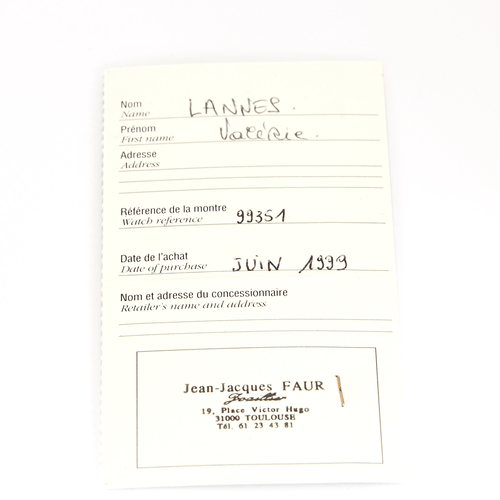 Nom LANNES.
Name
Prénom Valérie.
First name
Adresse
Address
Référence de la montre 99351
Watch reference
Date de l'achat JUIN 1999
Date of purchase
Nom et adresse du concessionnaire
Retailer's name and address
Jean-Jacques FAUR
Joaillier
19, Place Victor Hugo
31000 TOULOUSE
Tél. 61 23 43 81